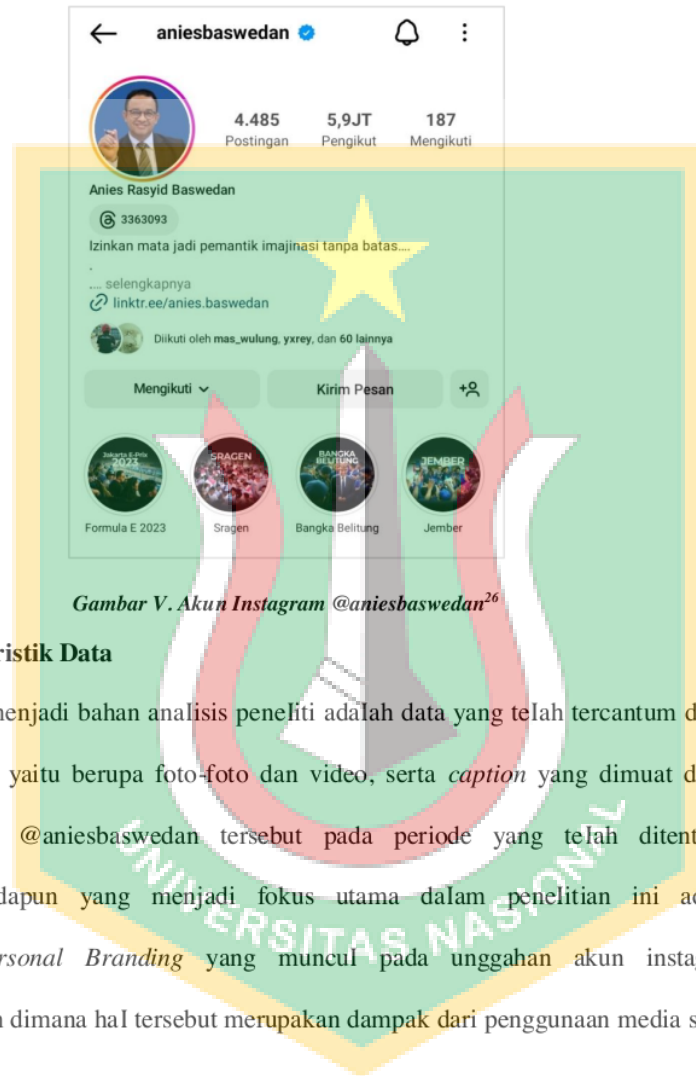 aniesbaswedan
4.485 5,9JT 187
Postingan Pengikut Mengikuti
Anies Rasyid Baswedan
3363093
Izinkan mata jadi pemantik imajinasi tanpa batas....
.
.... selengkapnya
linktr.ee/anies.baswedan
Diikuti oleh mas_wulung, yxrey, dan 60 lainnya
Mengikuti Kirim Pesan
Jakarta E-Prix
2023
SRAGEN
BANGKA
BELITUNG
JEMBER
Formula E 2023 Sragen Bangka Belitung Jember
Gambar V. Akun Instagram @aniesbaswedan26
ristik Data
menjadi bahan analisis peneliti adalah data yang telah tercantum d
yaitu berupa foto-foto dan video, serta caption yang dimuat d
@aniesbaswedan tersebut pada periode yang telah ditent
dapun yang menjadi fokus utama dalam penelitian ini ad
rsonal Branding yang muncul pada unggahan akun instag
n dimana hal tersebut merupakan dampak dari penggunaan media s
UNIVERSITAS NASIONAL